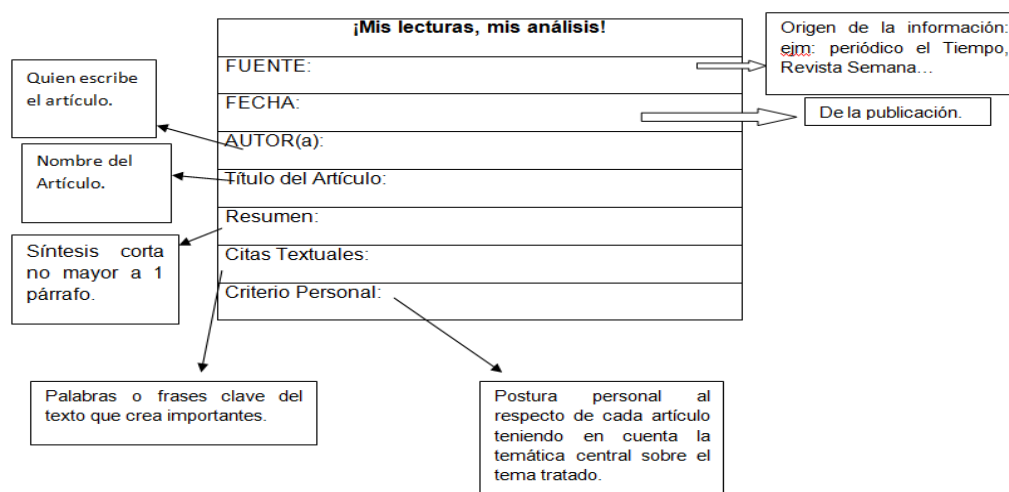 ¡Mis lecturas, mis análisis!
FUENTE:
Origen de la información:
ejm: periódico el Tiempo,
Revista Semana…
FECHA:
De la publicación.
Quien escribe
el artículo.
AUTOR(a):
Nombre del
Artículo.
Título del Artículo:
Resumen:
Síntesis corta
no mayor a 1
párrafo.
Citas Textuales:
Criterio Personal:
Palabras o frases clave del
texto que crea importantes.
Postura personal al
respecto de cada artículo
teniendo en cuenta la
temática central sobre el
tema tratado.